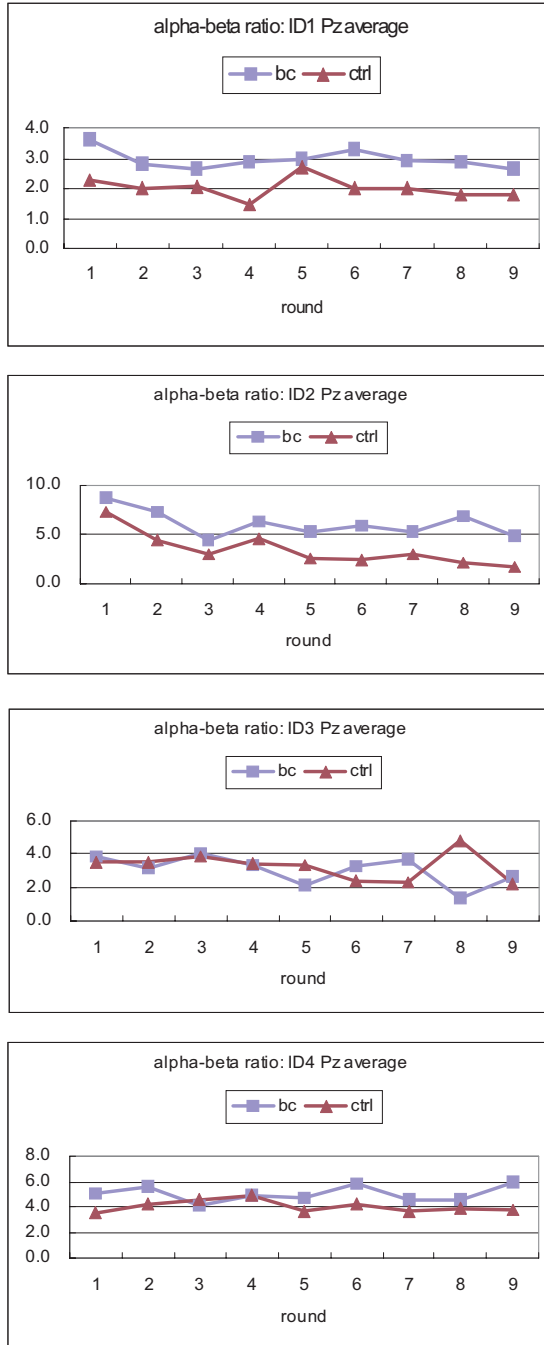 alpha-beta ratio: ID1 Pz average
bc ctrl
4.0
3.0
2.0
1.0
0.0
1 2 3 4 5 6 7 8 9
round
alpha-beta ratio: ID2 Pz average
bc ctrl
10.0
5.0
0.0
1 2 3 4 5 6 7 8 9
round
alpha-beta ratio: ID3 Pz average
bc ctrl
6.0
4.0
2.0
0.0
1 2 3 4 5 6 7 8 9
round
alpha-beta ratio: ID4 Pz average
bc ctrl
8.0
6.0
4.0
2.0
0.0
1 2 3 4 5 6 7 8 9
round